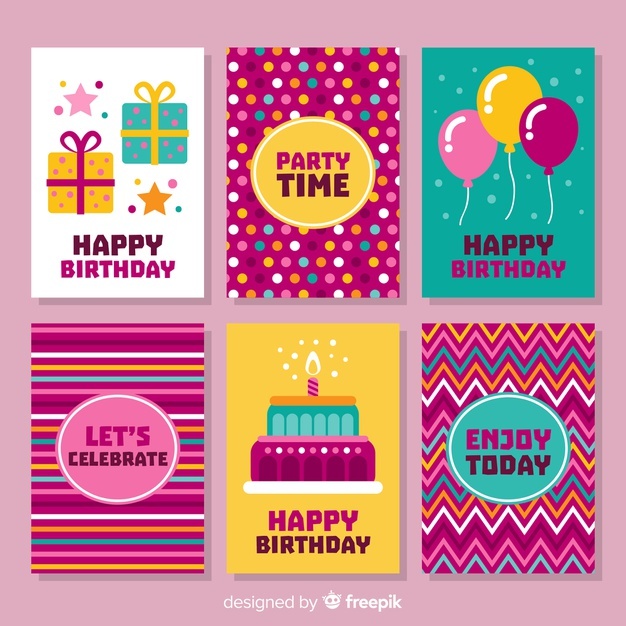 HAPPY
BIRTHDAY
PARTY
TIME
HAPPY
BIRTHDAY
LET'S
CELEBRATE
HAPPY
BIRTHDAY
ENJOY
TODAY
designed by freepik